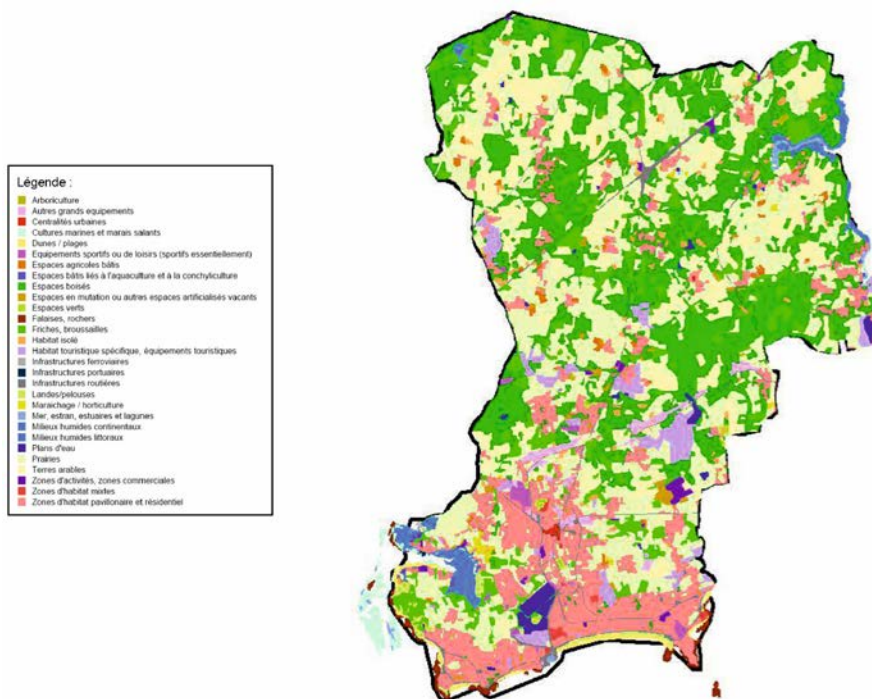 Légende :
Arboriculture
Autres grands equipements
Centralités urbaines
Cultures marines et marais salants
Dunes / plages
Equipements sportifs ou de loisirs (sportifs essentiellement)
Espaces agricoles bâtis
Espaces bâtis liés à l'aquaculture et à la conchyliculture
Espaces boisés
Espaces en mutation ou autres espaces artificialisés vacants
Espaces verts
Falaises, rochers
Friches, broussailles
Habitat isolé
Habitat touristique spécifique, équipements touristiques
Infrastructures ferroviaires
Infrastructures portuaires
Infrastructures routières
Landes/pelouses
Maraichage / horticulture
Mer, estran, estuaires et lagunes
Milieux humides continentaux
Milieux humides littoraux
Plans d'eau
Prairies
Terres arables
Zones d'activités, zones commerciales
Zones d'habitat mixtes
Zones d'habitat pavillonaire et résidentiel